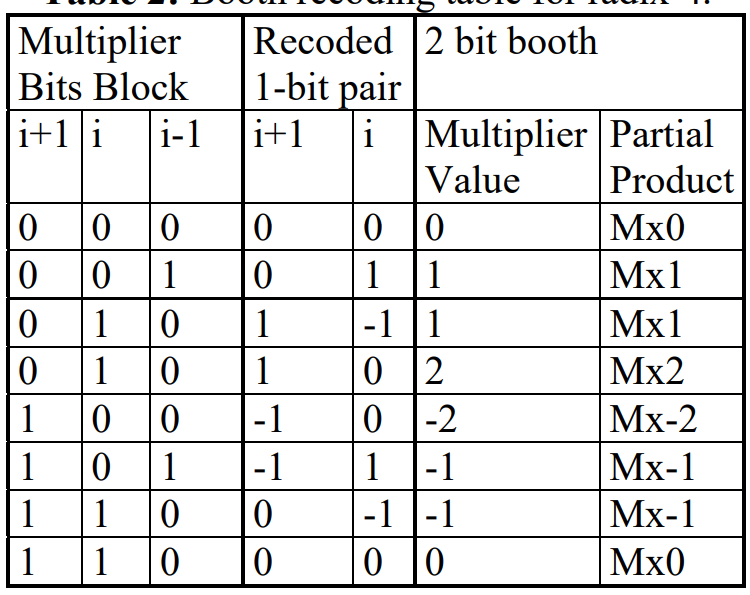 Table 2: Booth recoding table for radix-4.
Multiplier Bits Block | Recoded 1-bit pair | 2 bit booth
i+1 | i | i-1 | i+1 | i | Multiplier Value | Partial Product
0 | 0 | 0 | 0 | 0 | 0 | Mx0
0 | 0 | 1 | 0 | 1 | 1 | Mx1
0 | 1 | 0 | 1 | -1 | 1 | Mx1
0 | 1 | 0 | 1 | 0 | 2 | Mx2
1 | 0 | 0 | -1 | 0 | -2 | Mx-2
1 | 0 | 1 | -1 | 1 | -1 | Mx-1
1 | 1 | 0 | 0 | -1 | -1 | Mx-1
1 | 1 | 0 | 0 | 0 | 0 | Mx0